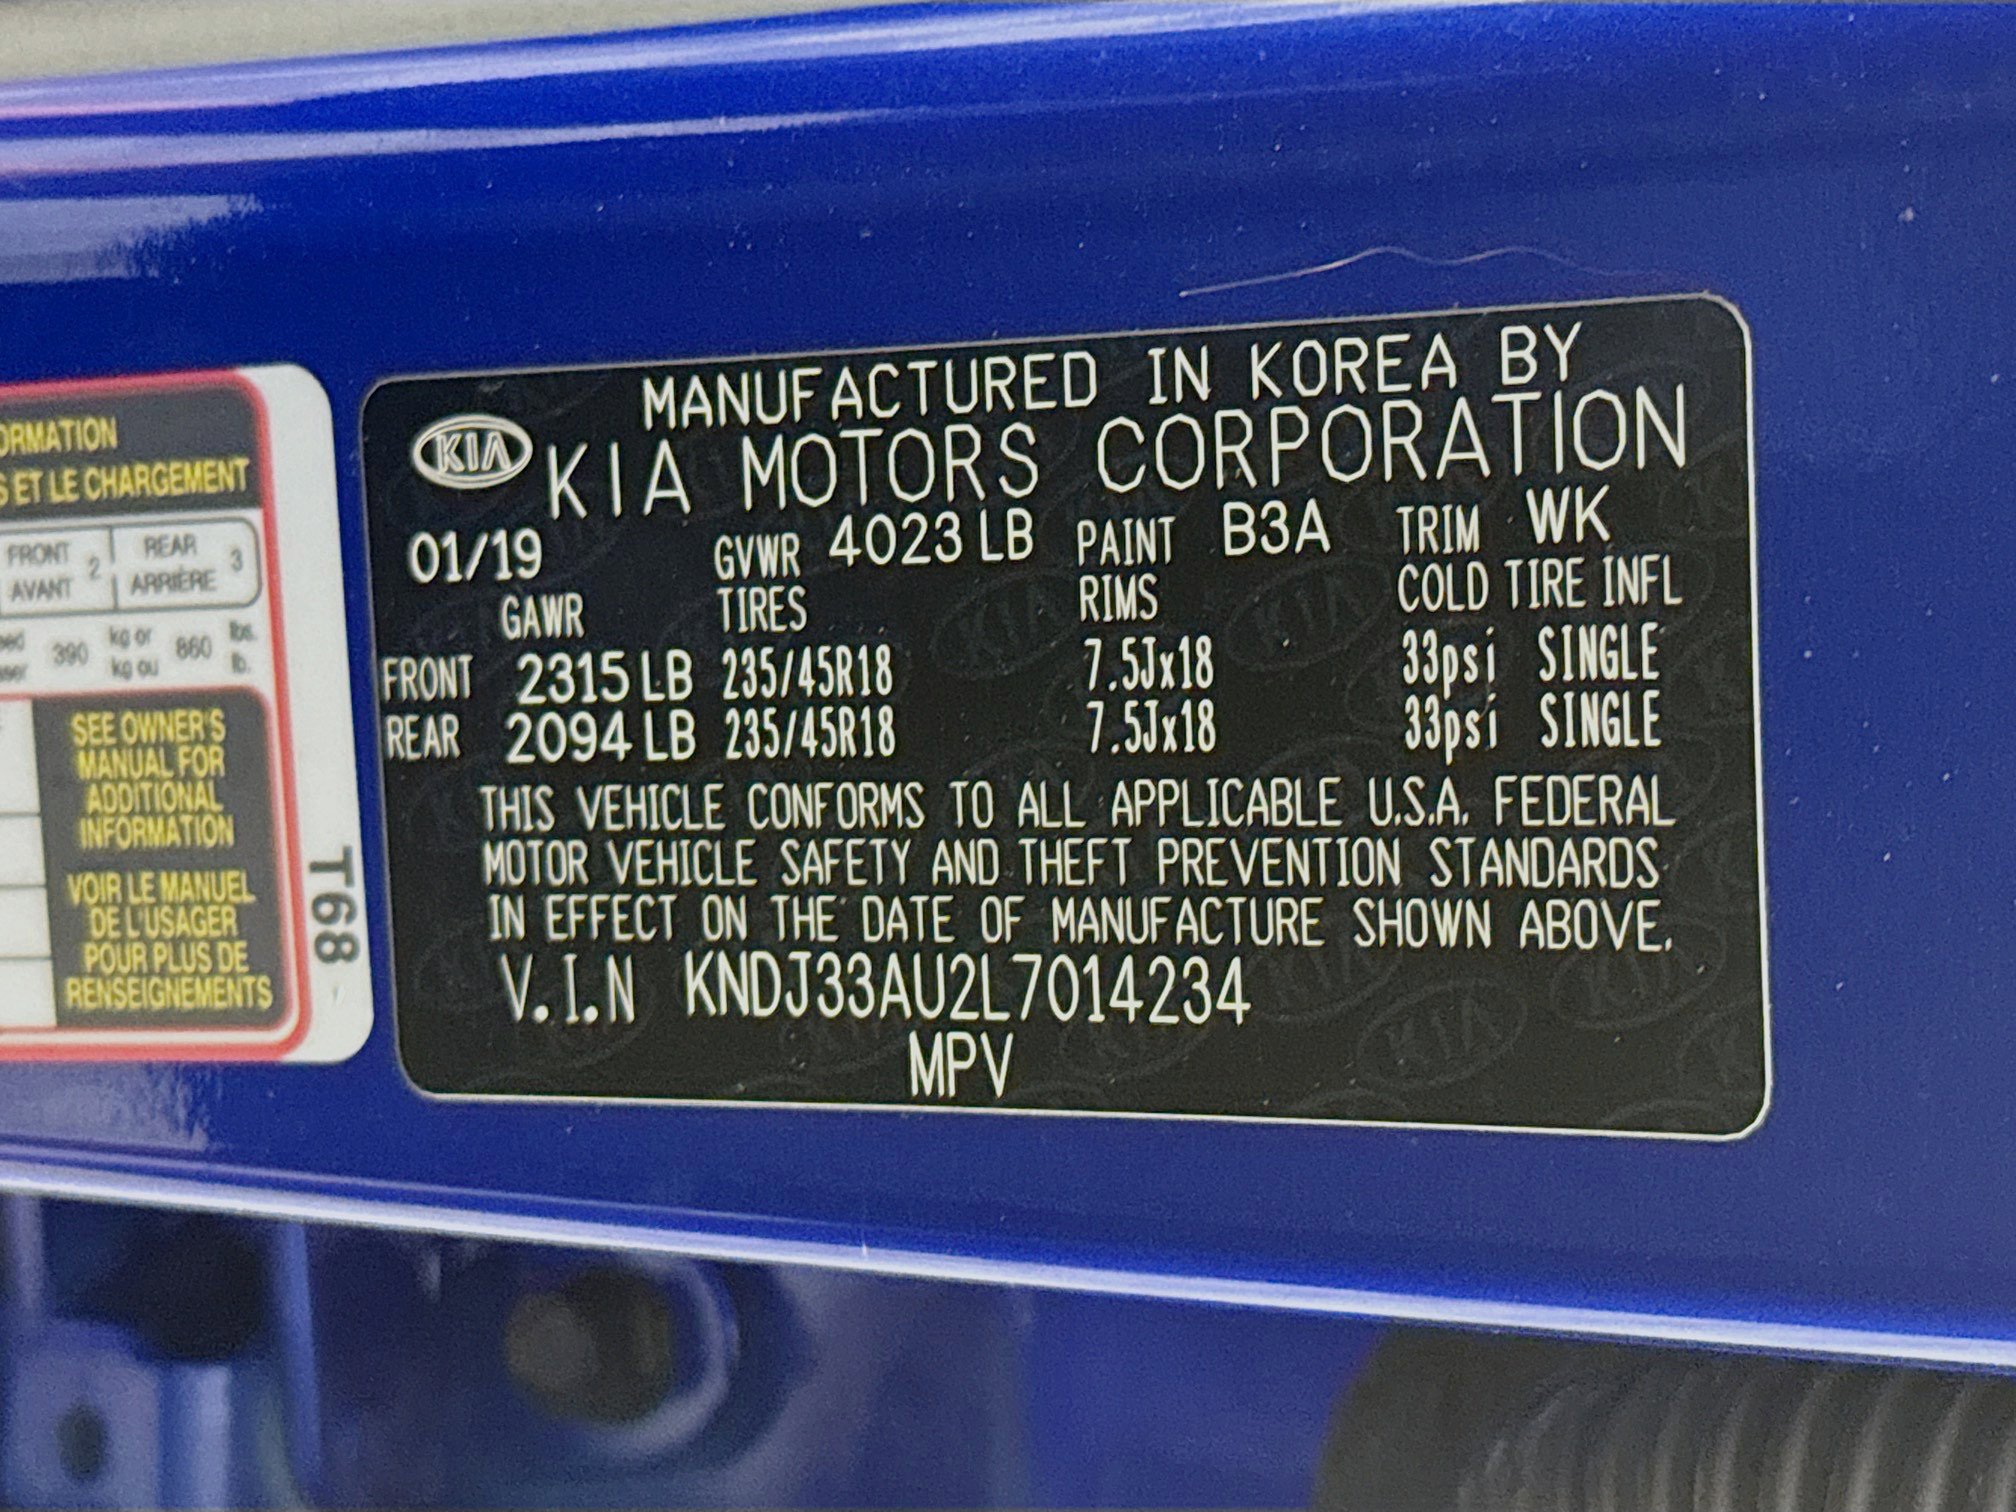 ORMATION
S ET LE CHARGEMENT
FRONT 2 REAR 3
AVANT ARRIÈRE
390 kg or 860 lbs.
kg ou lb.
SEE OWNER'S
MANUAL FOR
ADDITIONAL
INFORMATION
VOIR LE MANUEL
DE L'USAGER
POUR PLUS DE
RENSEIGNEMENTS
T68
MANUFACTURED IN KOREA BY
KIA KIA MOTORS CORPORATION
01/19 GVWR 4023 LB PAINT B3A TRIM WK
GAWR TIRES RIMS COLD TIRE INFL
FRONT 2315 LB 235/45R18 7.5Jx18 33psi SINGLE
REAR 2094 LB 235/45R18 7.5Jx18 33psi SINGLE
THIS VEHICLE CONFORMS TO ALL APPLICABLE U.S.A. FEDERAL
MOTOR VEHICLE SAFETY AND THEFT PREVENTION STANDARDS
IN EFFECT ON THE DATE OF MANUFACTURE SHOWN ABOVE.
V.I.N KNDJ33AU2L7014234
MPV